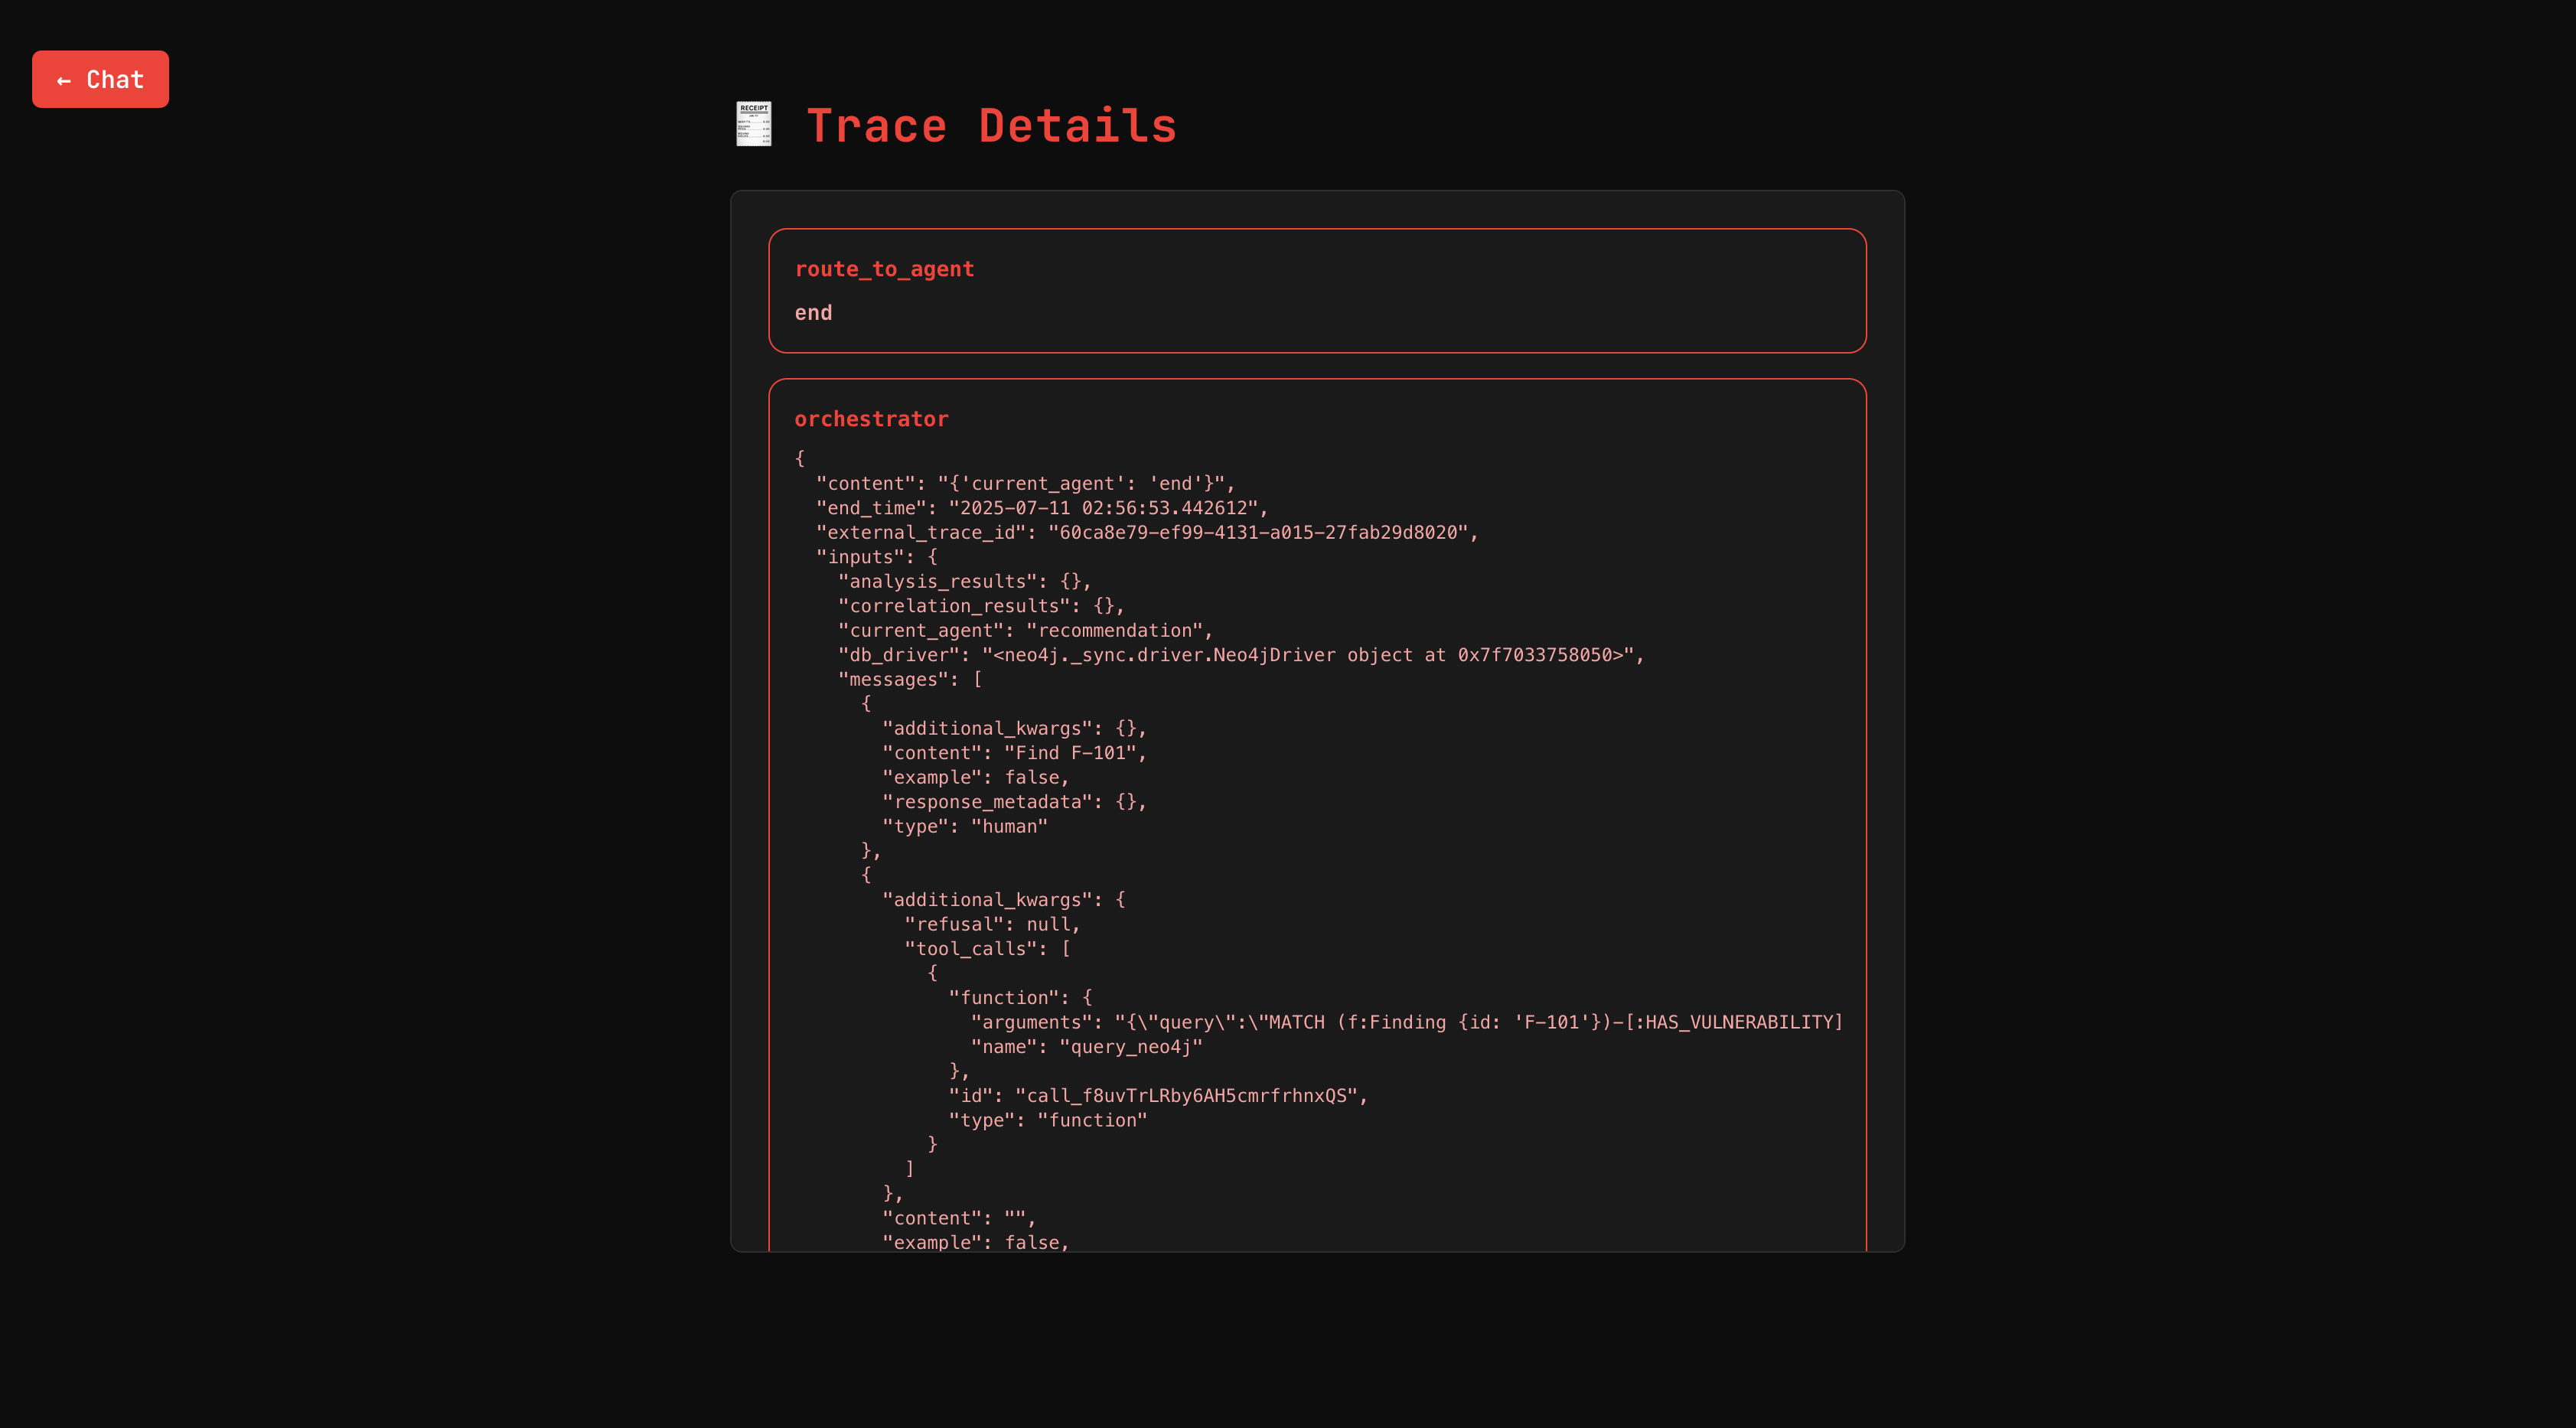 ← Chat
RECEIPT
Trace Details
route_to_agent
end
orchestrator
{
  "content": "{'current_agent': 'end'}",
  "end_time": "2025-07-11 02:56:53.442612",
  "external_trace_id": "60ca8e79-ef99-4131-a015-27fab29d8020",
  "inputs": {
    "analysis_results": {},
    "correlation_results": {},
    "current_agent": "recommendation",
    "db_driver": "<neo4j._sync.driver.Neo4jDriver object at 0x7f7033758050>",
    "messages": [
      {
        "additional_kwargs": {},
        "content": "Find F-101",
        "example": false,
        "response_metadata": {},
        "type": "human"
      },
      {
        "additional_kwargs": {
          "refusal": null,
          "tool_calls": [
            {
              "function": {
                "arguments": "{\"query\":\"MATCH (f:Finding {id: 'F-101'})-[:HAS_VULNERABILITY]
                "name": "query_neo4j"
              },
              "id": "call_f8uvTrLRby6AH5cmrfrhnxQS",
              "type": "function"
            }
          ]
        },
        "content": "",
        "example": false,